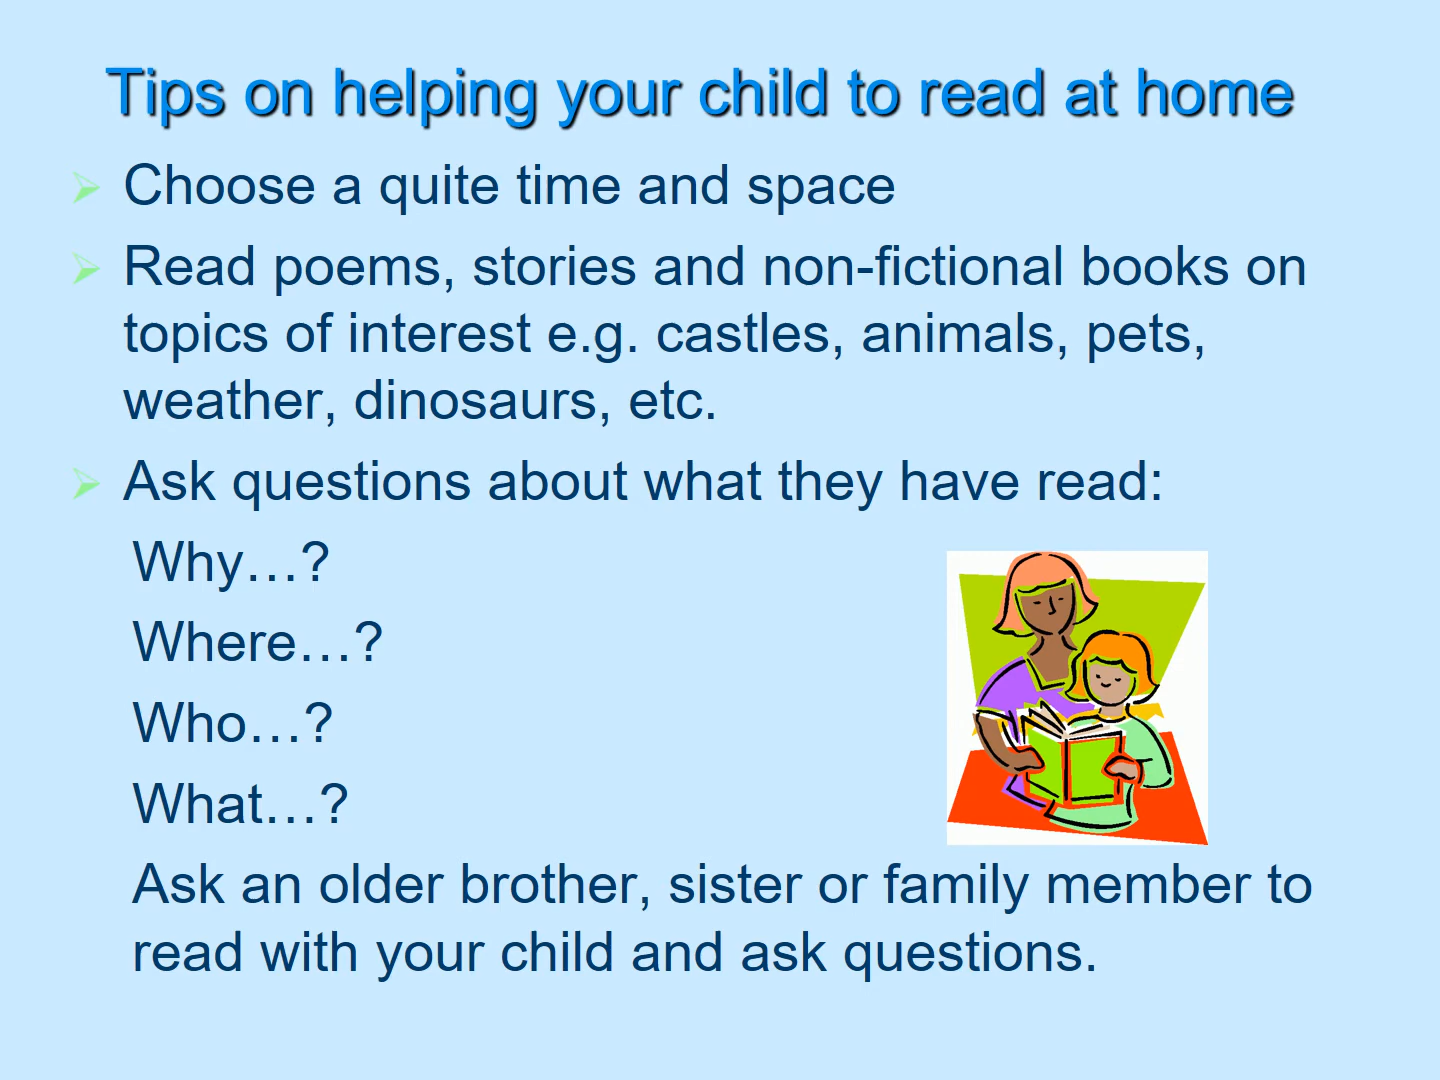 Tips on helping your child to read at home
Choose a quite time and space
Read poems, stories and non-fictional books on
topics of interest e.g. castles, animals, pets,
weather, dinosaurs, etc.
Ask questions about what they have read:
Why…?
Where…?
Who…?
What…?
Ask an older brother, sister or family member to
read with your child and ask questions.